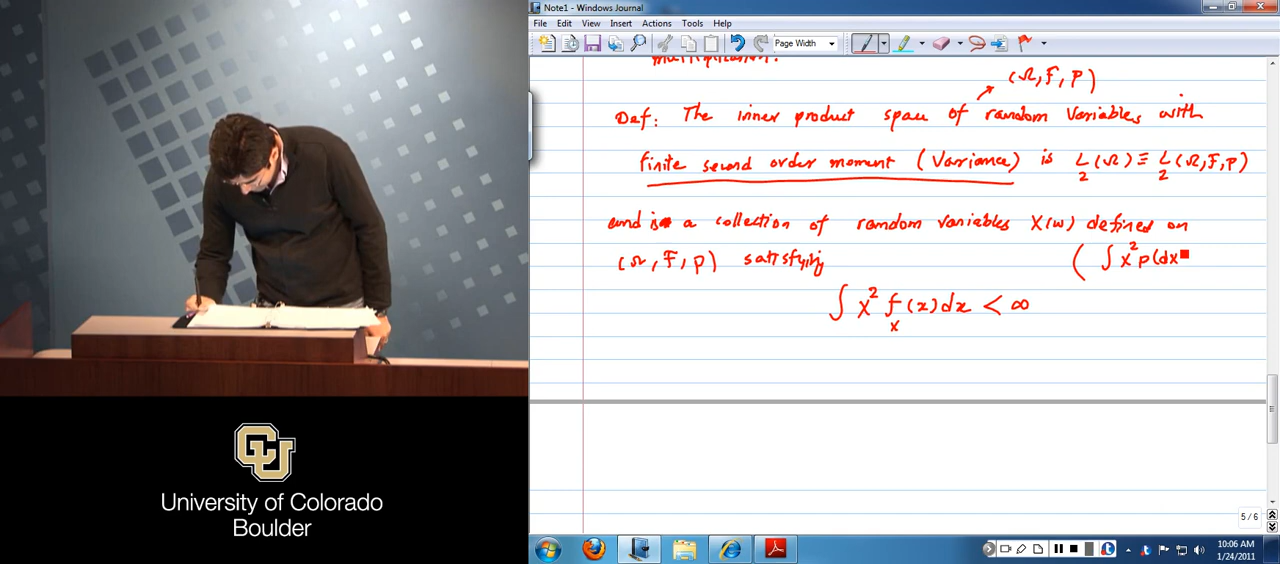 Note1 - Windows Journal
File Edit View Insert Actions Tools Help
Page Width
multiplication.
(Ω, F, P)
Def: The inner product space of random variables with
finite second order moment (Variance) is L2(Ω) ≡ L2(Ω, F, P)
and is a collection of random variables X(ω) defined on
(Ω, F, P) satisfying
( ∫ x² p(dx
∫ x² f_x(x) dx < ∞
University of Colorado
Boulder
5 / 6
10:06 AM
1/24/2011